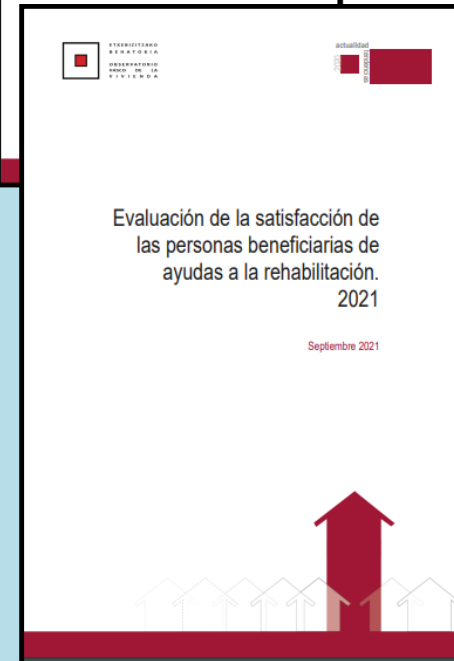 ETXEBIZITZAKO
BEHATOKIA
OBSERVATORIO
VASCO DE LA
VIVIENDA
actualidad
tendencias
Evaluación de la satisfacción de
las personas beneficiarias de
ayudas a la rehabilitación.
2021
Septiembre 2021